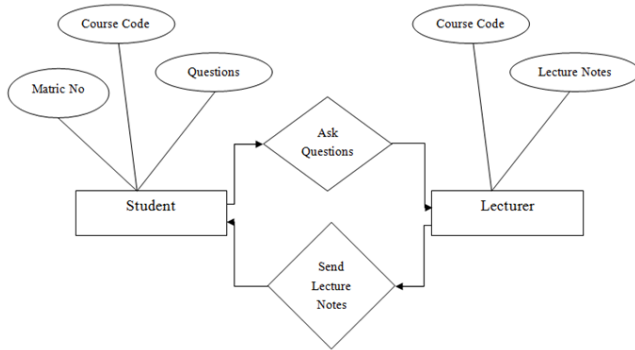 Course Code
Course Code
Questions
Lecture Notes
Matric No
Ask
Questions
Student
Lecturer
Send
Lecture
Notes